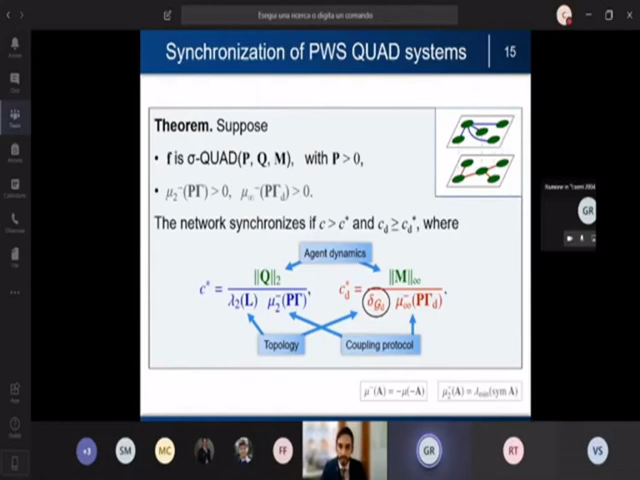 Esegui una ricerca o digita un comando
Synchronization of PWS QUAD systems
15
Theorem. Suppose
• f is σ-QUAD(P, Q, M), with P > 0,
• μ₂⁻(PΓ) > 0, μ∞⁻(PΓd) > 0.
The network synchronizes if c > c* and cd ≥ cd*, where
Agent dynamics
c* = ||Q||₂ / λ₂(L) μ₂⁻(PΓ), cd* = ||M||∞ / δGd μ∞⁻(PΓd).
Topology
Coupling protocol
μ⁻(A) = −μ(−A)
μ₂⁻(A) = λmin(sym A)
GR
+3
SM
MC
FF
GR
RT
VS